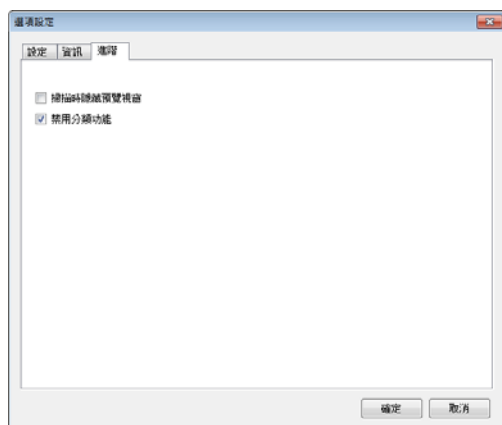 選項設定
設定 資訊 進階
掃描時隱藏預覽視窗
禁用分類功能
確定 取消